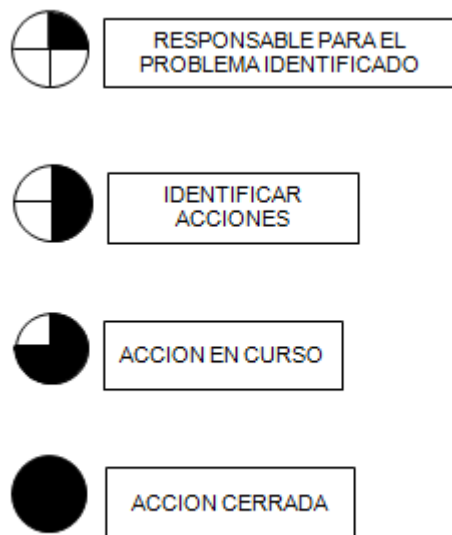 RESPONSABLE PARA EL
PROBLEMA IDENTIFICADO
IDENTIFICAR
ACCIONES
ACCION EN CURSO
ACCION CERRADA